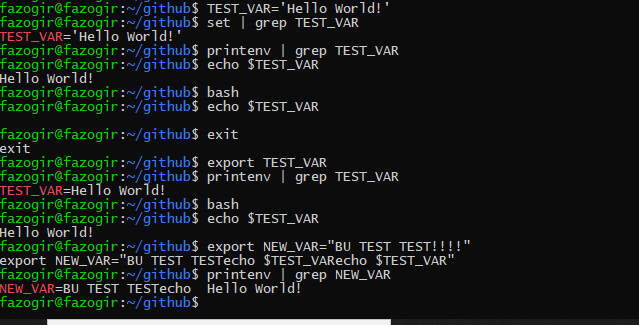 fazogir@fazogir:~/github$ TEST_VAR='Hello World!'
fazogir@fazogir:~/github$ set | grep TEST_VAR
TEST_VAR='Hello World!'
fazogir@fazogir:~/github$ printenv | grep TEST_VAR
fazogir@fazogir:~/github$ echo $TEST_VAR
Hello World!
fazogir@fazogir:~/github$ bash
fazogir@fazogir:~/github$ echo $TEST_VAR

fazogir@fazogir:~/github$ exit
exit
fazogir@fazogir:~/github$ export TEST_VAR
fazogir@fazogir:~/github$ printenv | grep TEST_VAR
TEST_VAR=Hello World!
fazogir@fazogir:~/github$ bash
fazogir@fazogir:~/github$ echo $TEST_VAR
Hello World!
fazogir@fazogir:~/github$ export NEW_VAR="BU TEST TEST!!!!"
export NEW_VAR="BU TEST TESTecho $TEST_VARecho $TEST_VAR"
fazogir@fazogir:~/github$ printenv | grep NEW_VAR
NEW_VAR=BU TEST TESTecho  Hello World!
fazogir@fazogir:~/github$